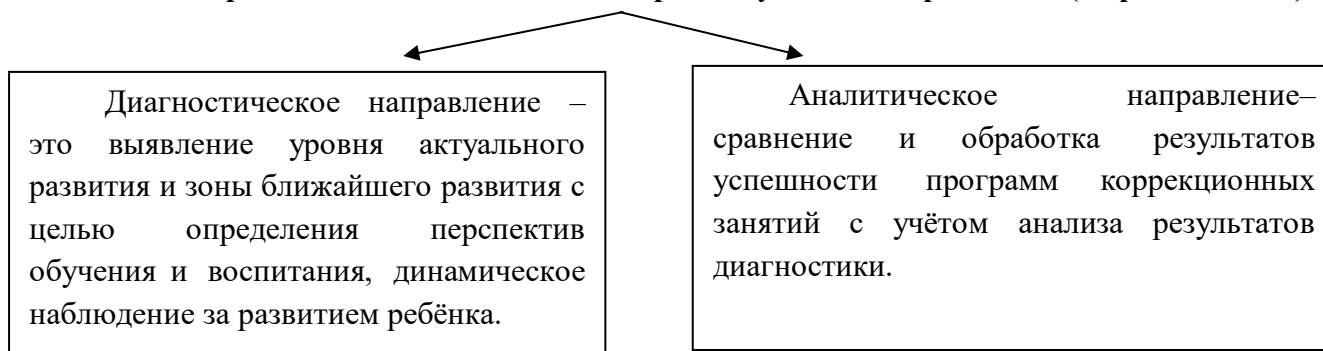 Диагностическое направление –
это выявление уровня актуального
развития и зоны ближайшего развития с
целью определения перспектив
обучения и воспитания, динамическое
наблюдение за развитием ребёнка.
Аналитическое направление–
сравнение и обработка результатов
успешности программ коррекционных
занятий с учётом анализа результатов
диагностики.